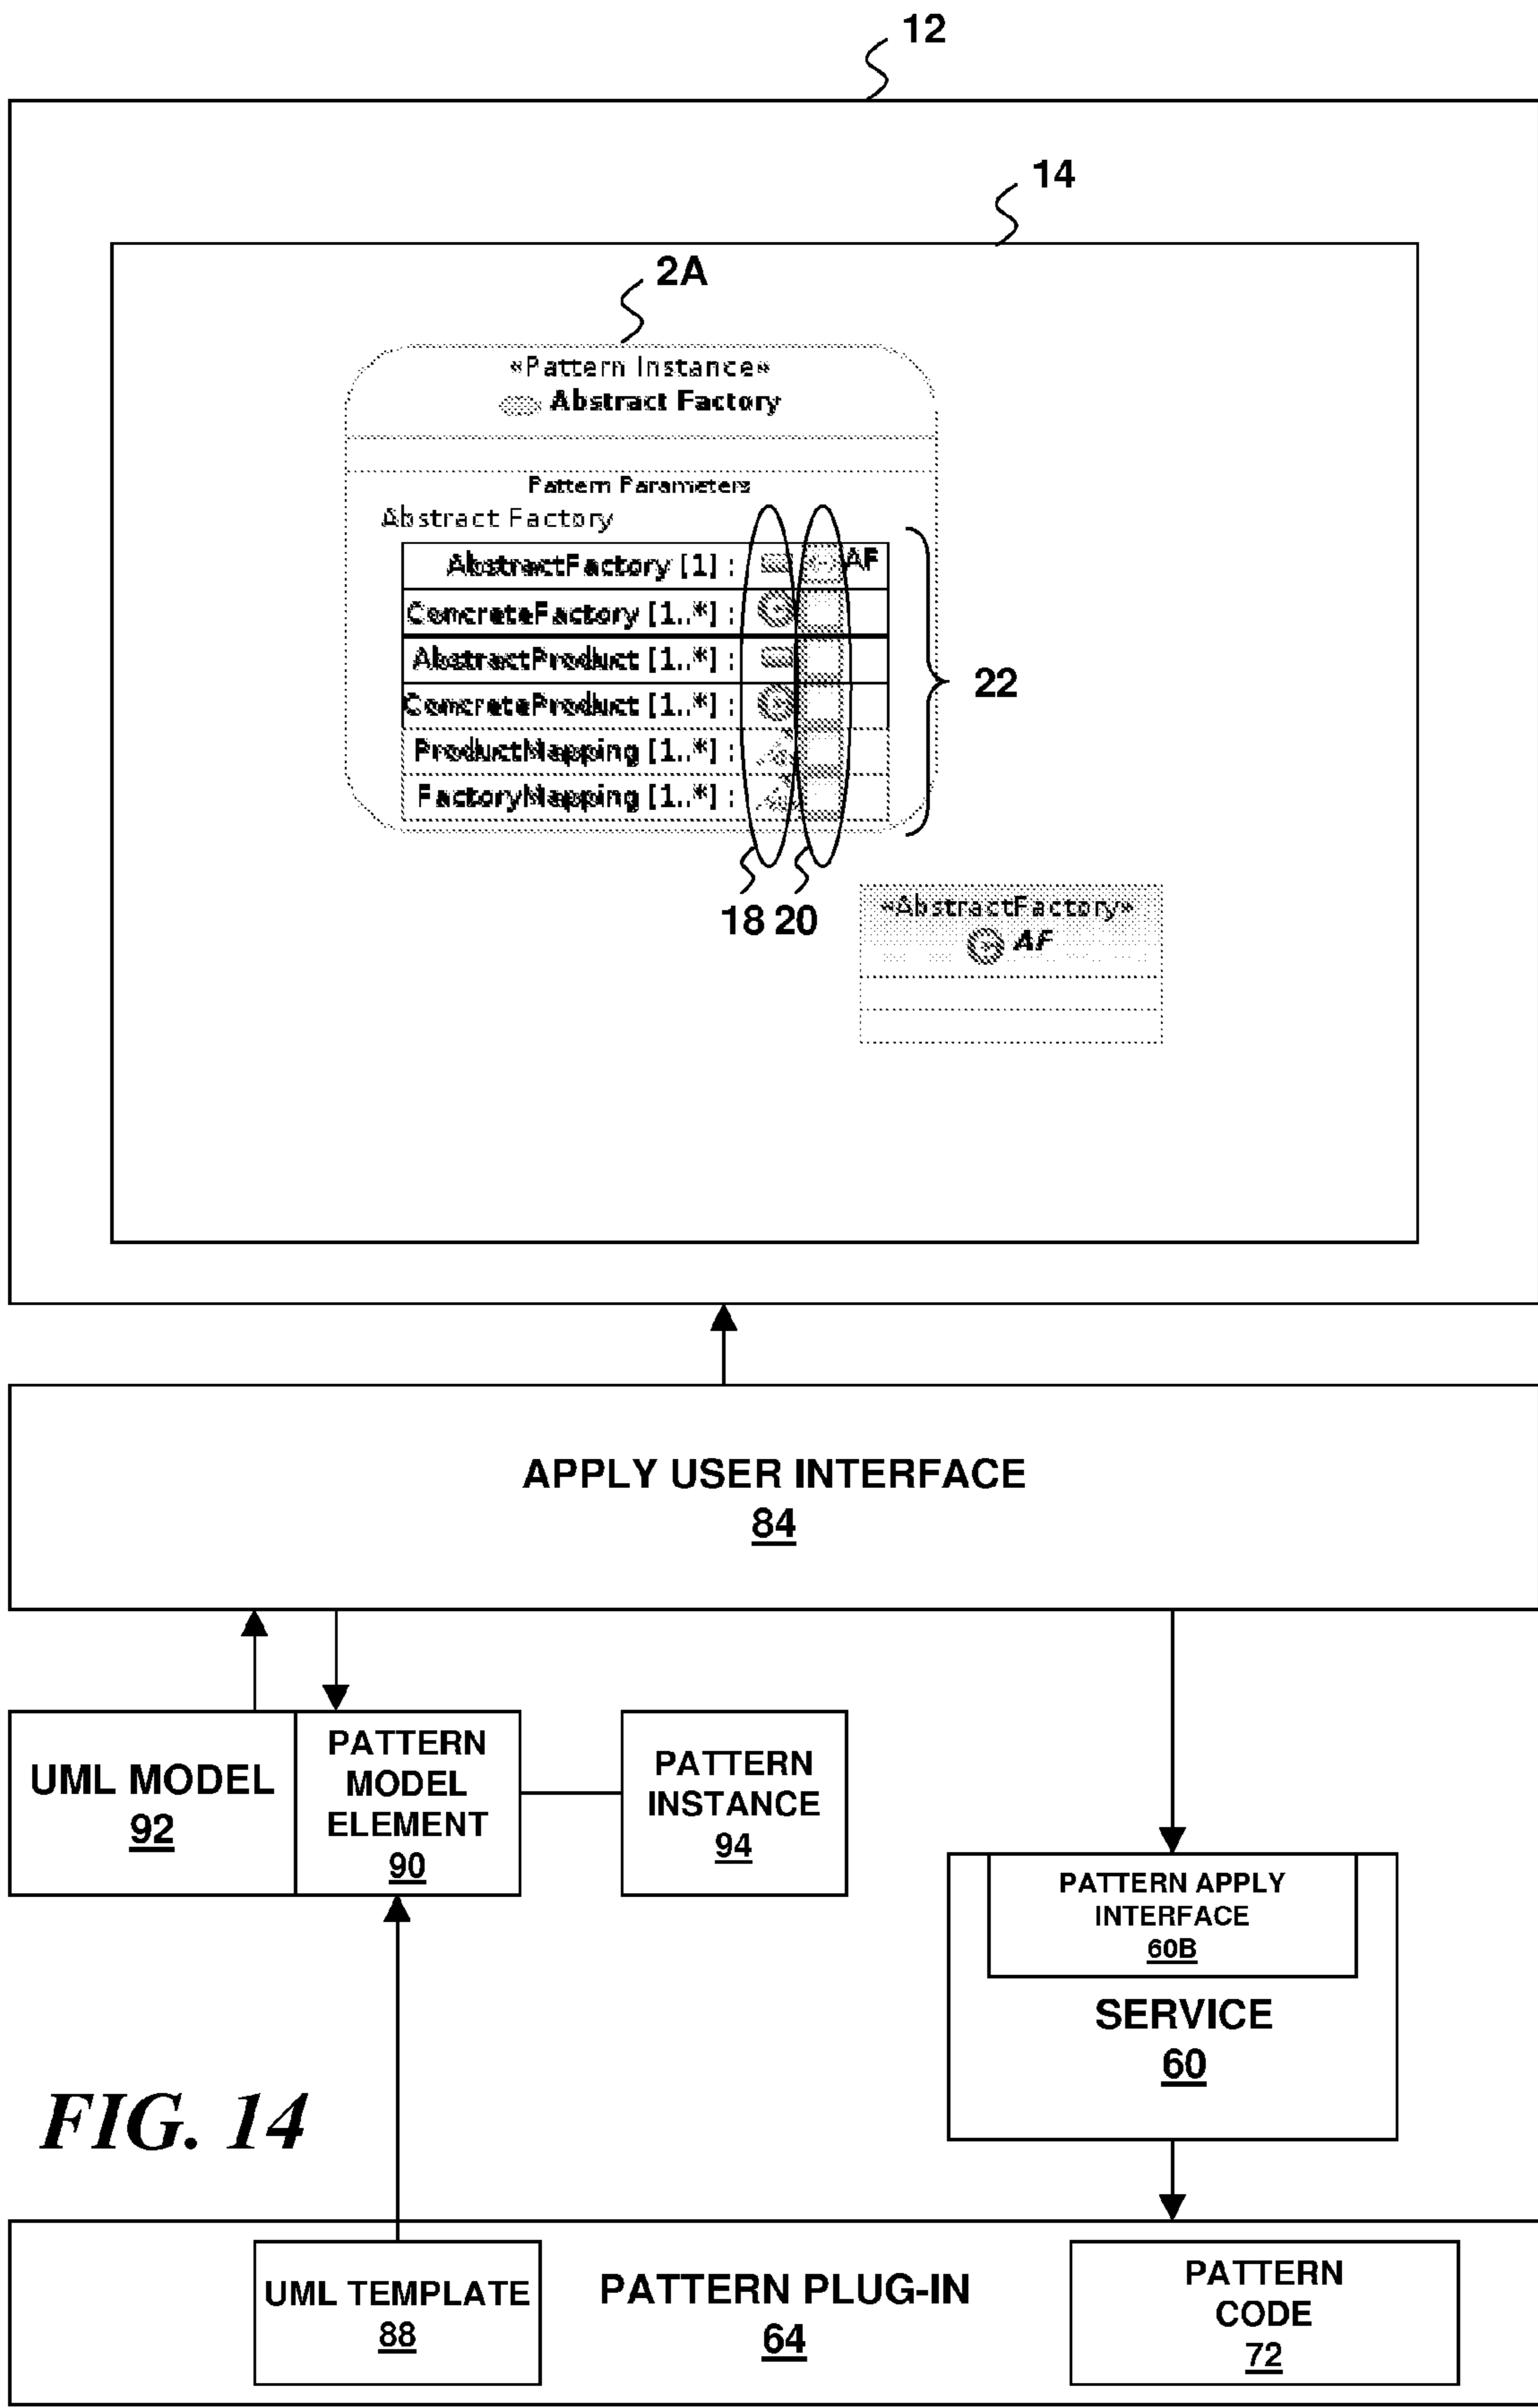 12
14
2A
«Pattern Instance»
Abstract Factory
Pattern Parameters
Abstract Factory
AbstractFactory [1] : AF
ConcreteFactory [1..*] :
AbstractProduct [1..*] :
ConcreteProduct [1..*] :
ProductMapping [1..*] :
FactoryMapping [1..*] :
22
18 20
«AbstractFactory»
AF
APPLY USER INTERFACE
84
UML MODEL
92
PATTERN
MODEL
ELEMENT
90
PATTERN
INSTANCE
94
PATTERN APPLY
INTERFACE
60B
SERVICE
60
FIG. 14
UML TEMPLATE
88
PATTERN PLUG-IN
64
PATTERN
CODE
72